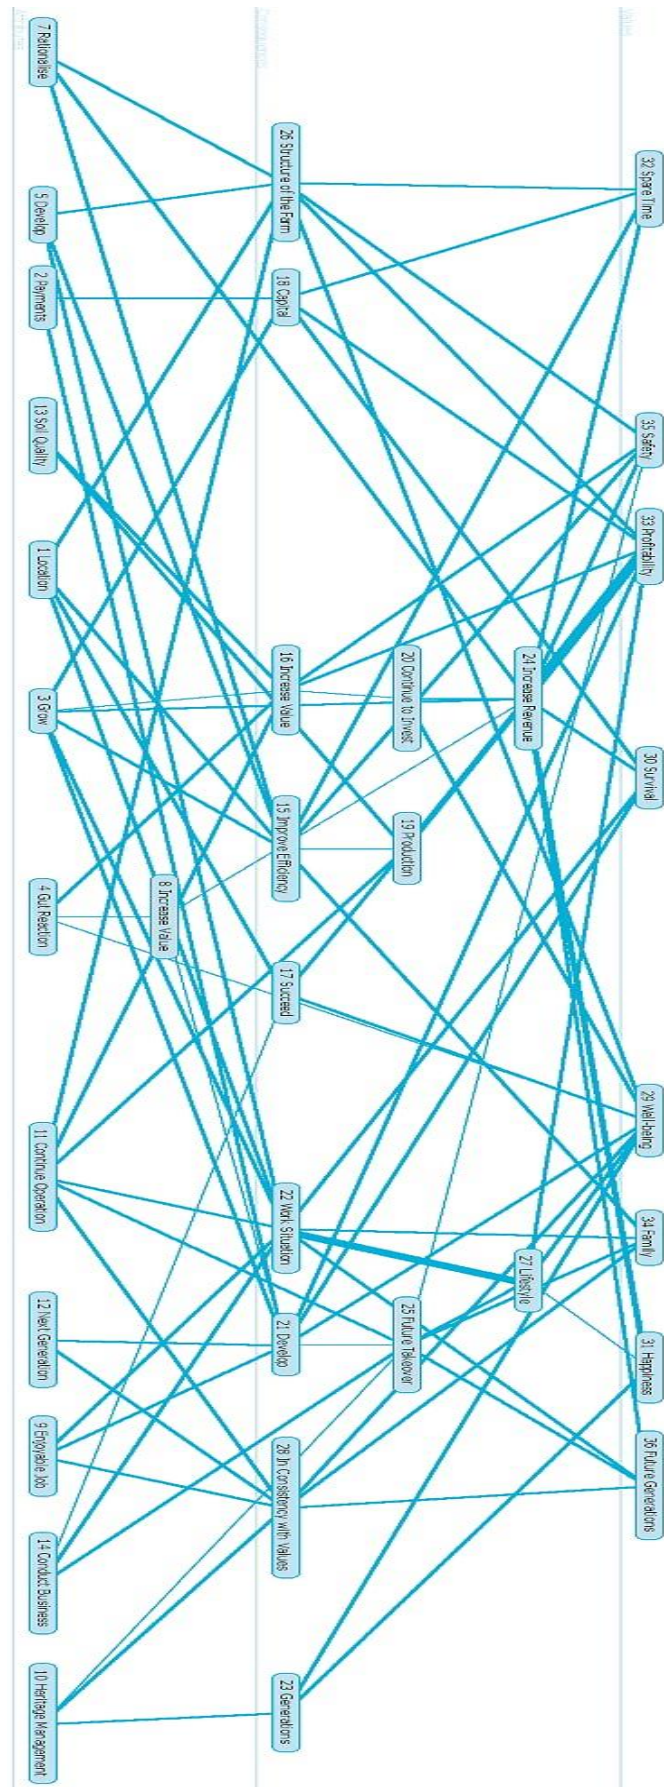 Attributes
Consequences
Values
7 Rationalise
26 Structure of the Farm
32 Spare Time
5 Develop
2 Payments
18 Capital
13 Soil Quality
35 Safety
33 Profitability
1 Location
3 Grow
16 Increase Value
20 Continue to Invest
24 Increase Revenue
30 Survival
4 Gut Reaction
8 Increase Value
15 Improve Efficiency
19 Production
17 Succeed
11 Continue Operation
22 Work Situation
29 Well-being
34 Familly
27 Lifestyle
12 Next Generation
21 Develop
25 Future Takeover
31 Happiness
9 Enjoyable Job
28 In Consistency with Values
36 Future Generations
14 Conduct Business
10 Heritage Management
23 Generations